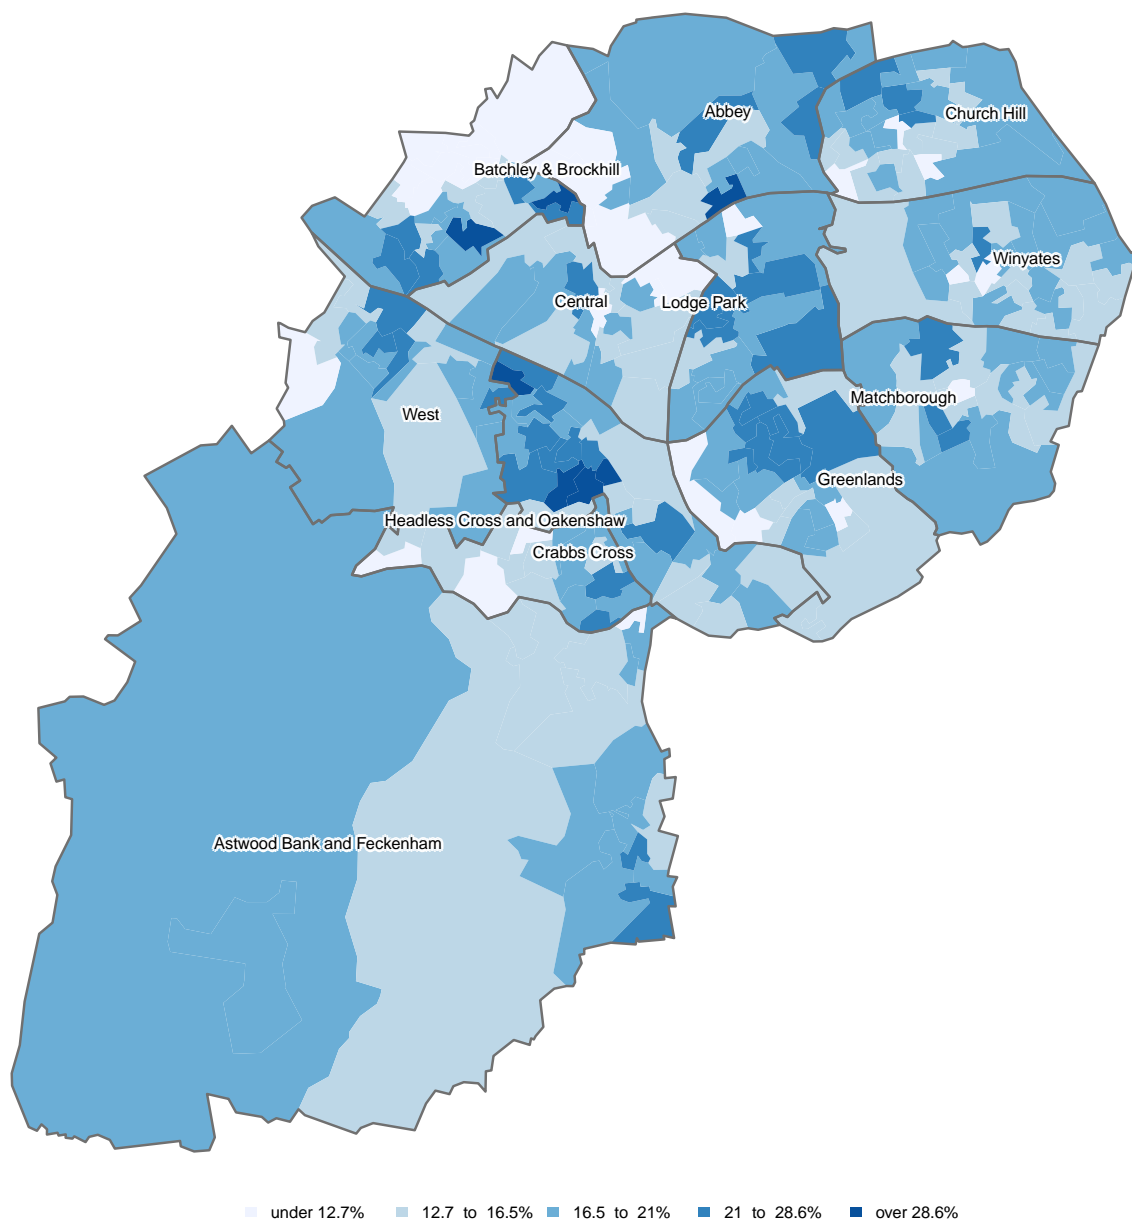 Abbey
Church Hill
Batchley & Brockhill
Winyates
Central
Lodge Park
Matchborough
West
Greenlands
Headless Cross and Oakenshaw
Crabbs Cross
Astwood Bank and Feckenham
under 12.7% 12.7 to 16.5% 16.5 to 21% 21 to 28.6% over 28.6%